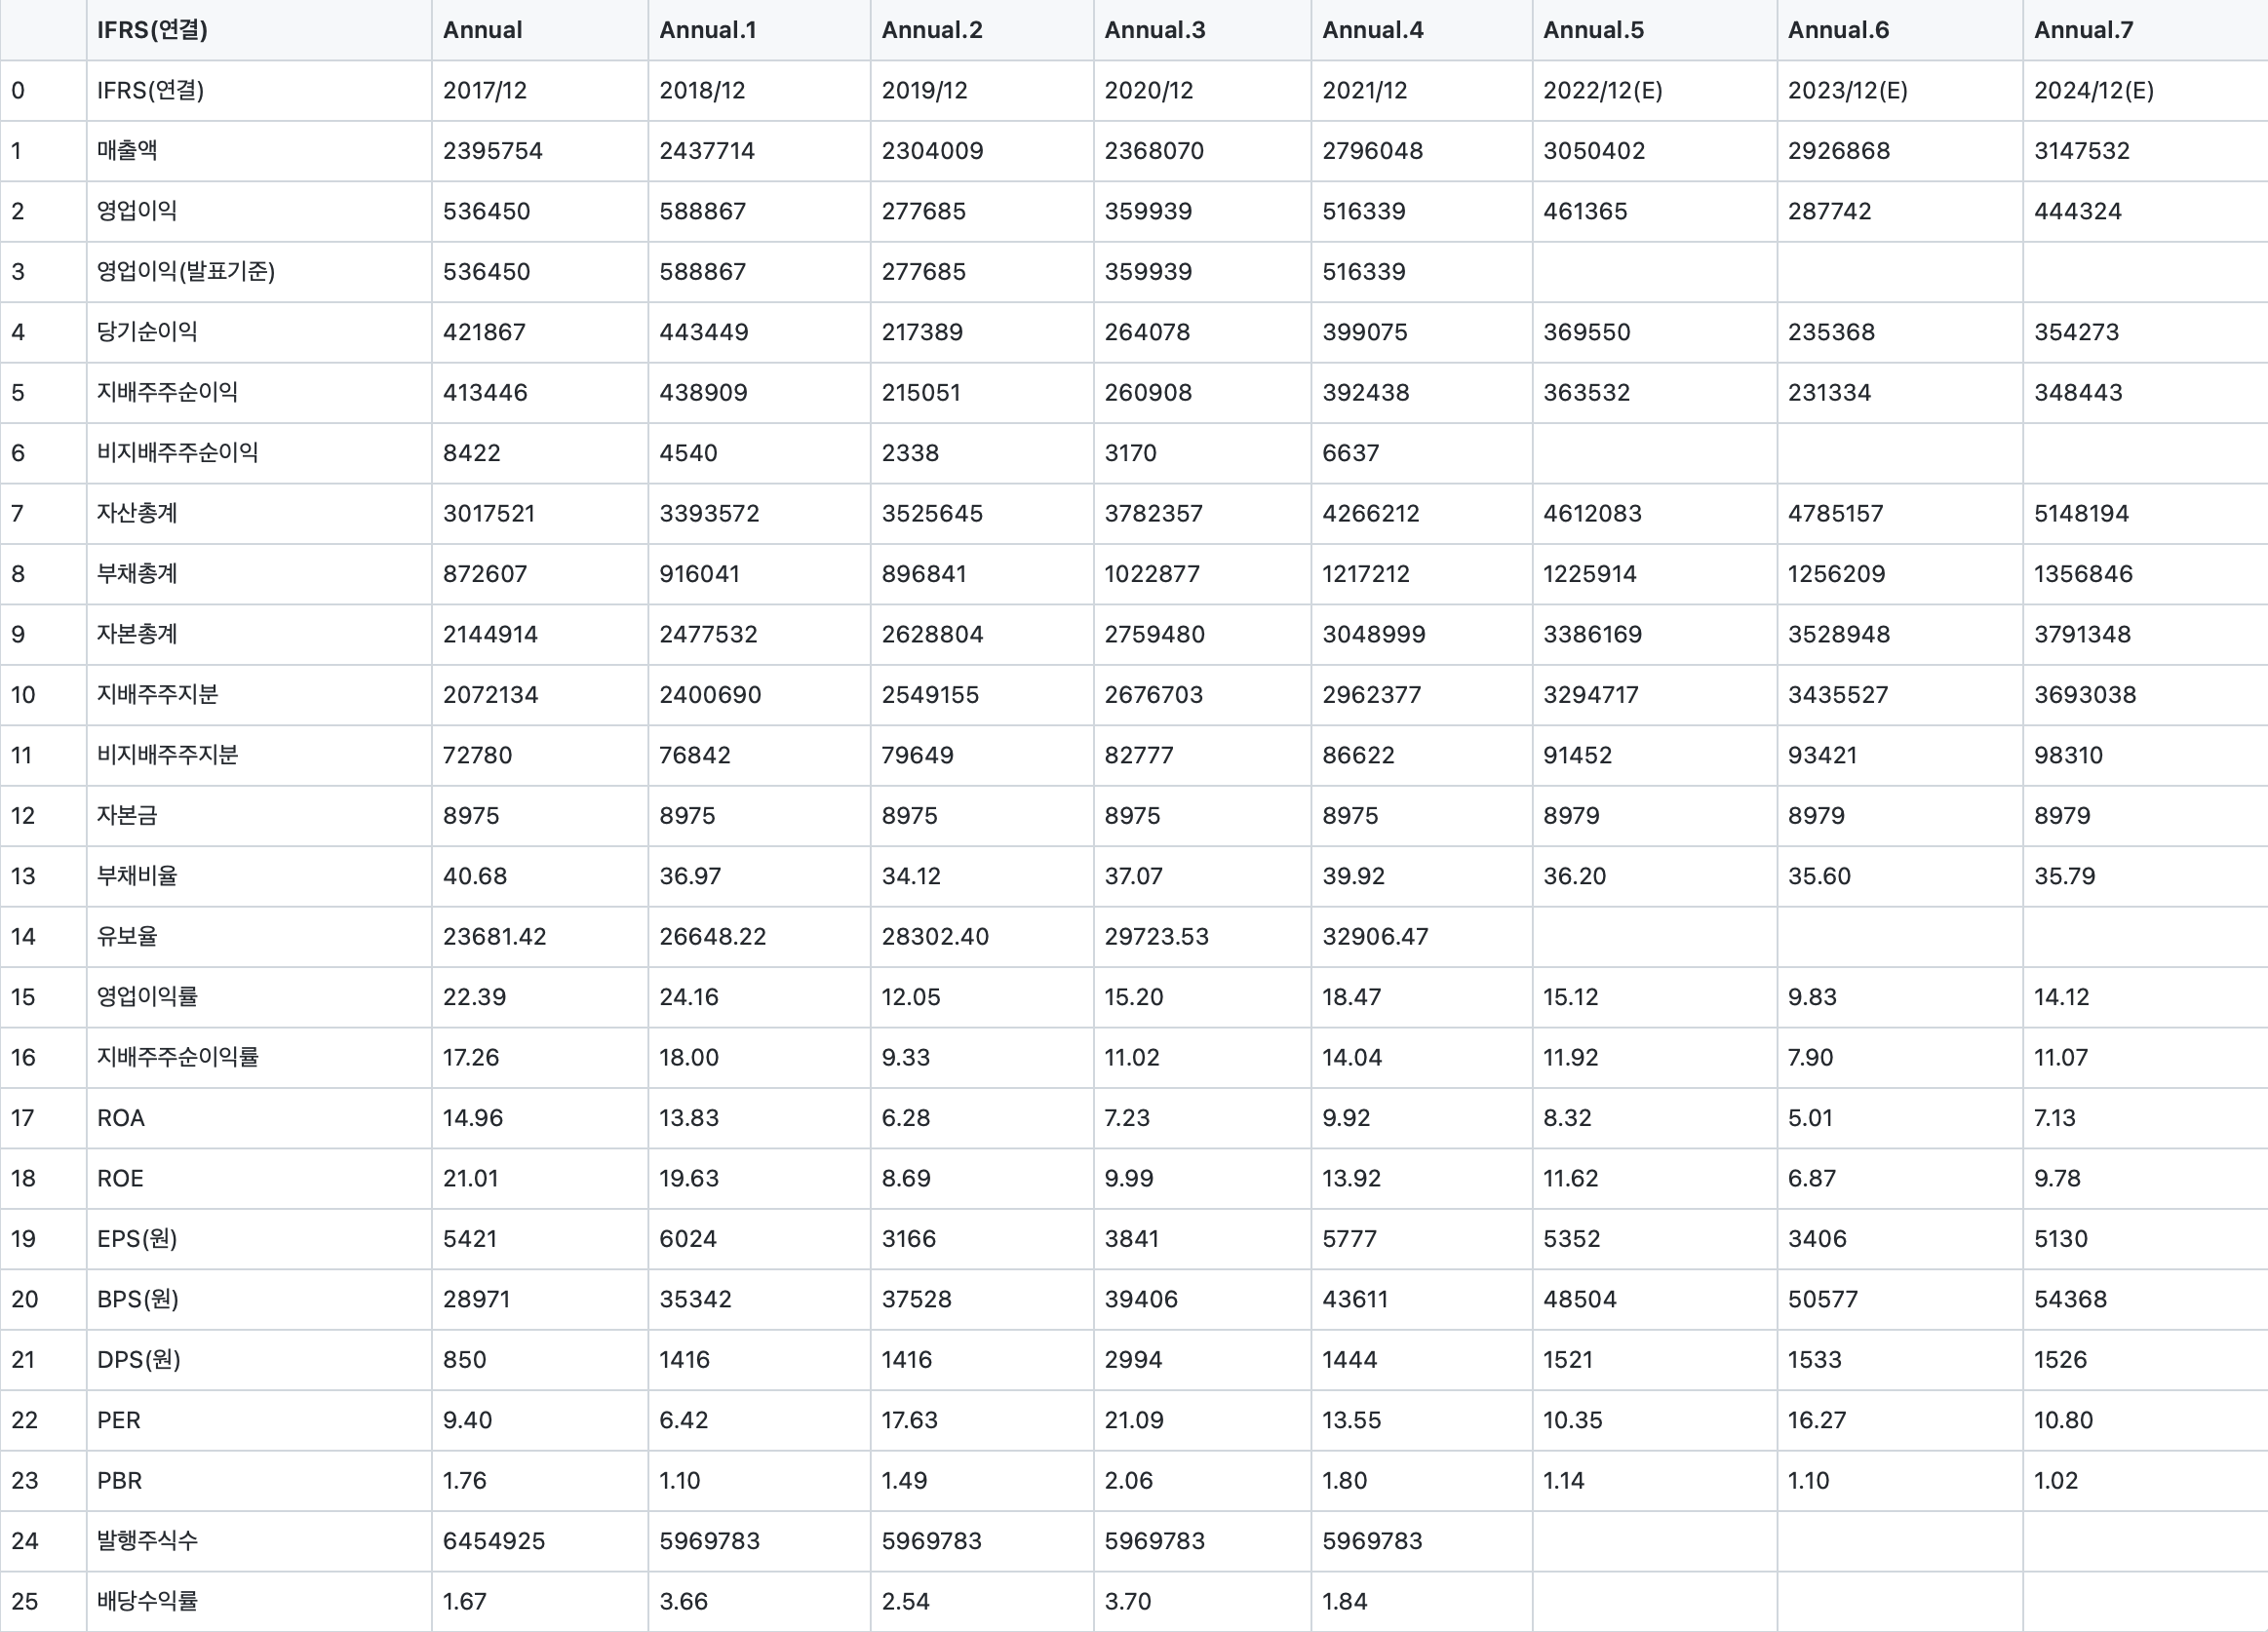 IFRS(연결) Annual Annual.1 Annual.2 Annual.3 Annual.4 Annual.5 Annual.6 Annual.7
0 IFRS(연결) 2017/12 2018/12 2019/12 2020/12 2021/12 2022/12(E) 2023/12(E) 2024/12(E)
1 매출액 2395754 2437714 2304009 2368070 2796048 3050402 2926868 3147532
2 영업이익 536450 588867 277685 359939 516339 461365 287742 444324
3 영업이익(발표기준) 536450 588867 277685 359939 516339
4 당기순이익 421867 443449 217389 264078 399075 369550 235368 354273
5 지배주주순이익 413446 438909 215051 260908 392438 363532 231334 348443
6 비지배주주순이익 8422 4540 2338 3170 6637
7 자산총계 3017521 3393572 3525645 3782357 4266212 4612083 4785157 5148194
8 부채총계 872607 916041 896841 1022877 1217212 1225914 1256209 1356846
9 자본총계 2144914 2477532 2628804 2759480 3048999 3386169 3528948 3791348
10 지배주주지분 2072134 2400690 2549155 2676703 2962377 3294717 3435527 3693038
11 비지배주주지분 72780 76842 79649 82777 86622 91452 93421 98310
12 자본금 8975 8975 8975 8975 8975 8979 8979 8979
13 부채비율 40.68 36.97 34.12 37.07 39.92 36.20 35.60 35.79
14 유보율 23681.42 26648.22 28302.40 29723.53 32906.47
15 영업이익률 22.39 24.16 12.05 15.20 18.47 15.12 9.83 14.12
16 지배주주순이익률 17.26 18.00 9.33 11.02 14.04 11.92 7.90 11.07
17 ROA 14.96 13.83 6.28 7.23 9.92 8.32 5.01 7.13
18 ROE 21.01 19.63 8.69 9.99 13.92 11.62 6.87 9.78
19 EPS(원) 5421 6024 3166 3841 5777 5352 3406 5130
20 BPS(원) 28971 35342 37528 39406 43611 48504 50577 54368
21 DPS(원) 850 1416 1416 2994 1444 1521 1533 1526
22 PER 9.40 6.42 17.63 21.09 13.55 10.35 16.27 10.80
23 PBR 1.76 1.10 1.49 2.06 1.80 1.14 1.10 1.02
24 발행주식수 6454925 5969783 5969783 5969783 5969783
25 배당수익률 1.67 3.66 2.54 3.70 1.84